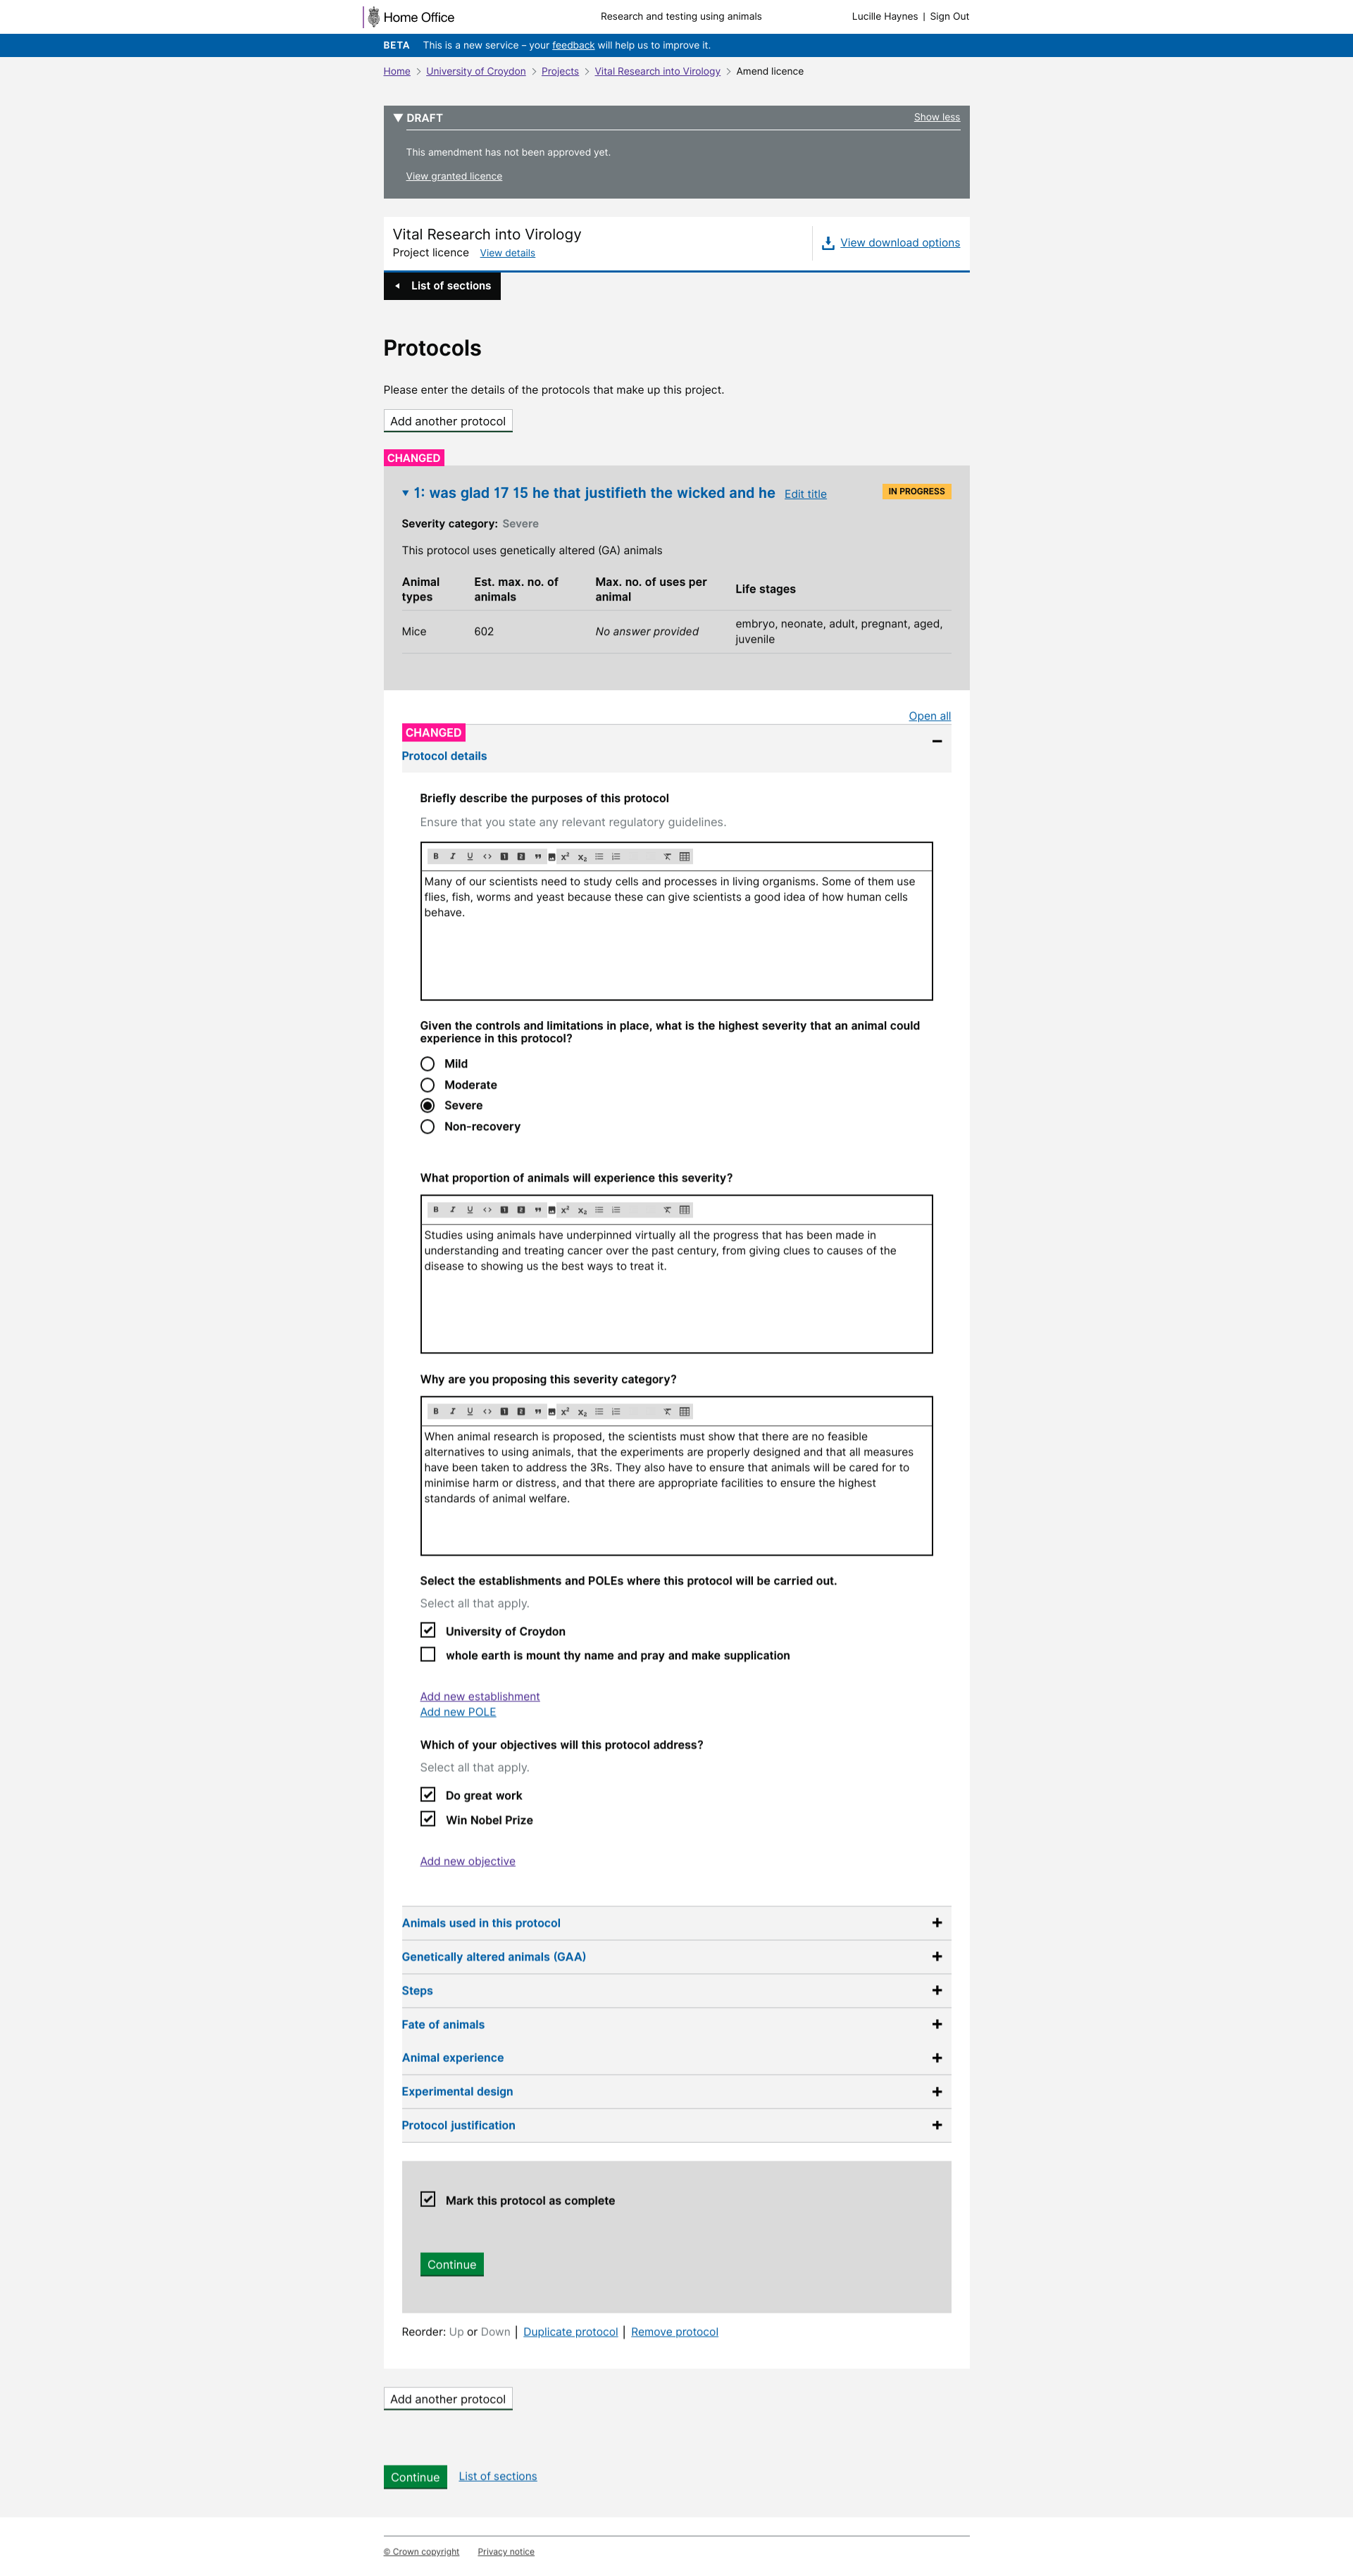 Home Office
Research and testing using animals
Lucille Haynes | Sign Out
BETA This is a new service – your feedback will help us to improve it.
Home > University of Croydon > Projects > Vital Research into Virology > Amend licence
DRAFT
Show less
This amendment has not been approved yet.
View granted licence
Vital Research into Virology
Project licence View details
View download options
List of sections
Protocols
Please enter the details of the protocols that make up this project.
Add another protocol
CHANGED
1: was glad 17 15 he that justifieth the wicked and he Edit title
IN PROGRESS
Severity category: Severe
This protocol uses genetically altered (GA) animals
Animal types
Est. max. no. of animals
Max. no. of uses per animal
Life stages
Mice
602
No answer provided
embryo, neonate, adult, pregnant, aged,
juvenile
Open all
CHANGED
Protocol details
Briefly describe the purposes of this protocol
Ensure that you state any relevant regulatory guidelines.
Many of our scientists need to study cells and processes in living organisms. Some of them use
flies, fish, worms and yeast because these can give scientists a good idea of how human cells
behave.
Given the controls and limitations in place, what is the highest severity that an animal could
experience in this protocol?
Mild
Moderate
Severe
Non-recovery
What proportion of animals will experience this severity?
Studies using animals have underpinned virtually all the progress that has been made in
understanding and treating cancer over the past century, from giving clues to causes of the
disease to showing us the best ways to treat it.
Why are you proposing this severity category?
When animal research is proposed, the scientists must show that there are no feasible
alternatives to using animals, that the experiments are properly designed and that all measures
have been taken to address the 3Rs. They also have to ensure that animals will be cared for to
minimise harm or distress, and that there are appropriate facilities to ensure the highest
standards of animal welfare.
Select the establishments and POLEs where this protocol will be carried out.
Select all that apply.
University of Croydon
whole earth is mount thy name and pray and make supplication
Add new establishment
Add new POLE
Which of your objectives will this protocol address?
Select all that apply.
Do great work
Win Nobel Prize
Add new objective
Animals used in this protocol
Genetically altered animals (GAA)
Steps
Fate of animals
Animal experience
Experimental design
Protocol justification
Mark this protocol as complete
Continue
Reorder: Up or Down | Duplicate protocol | Remove protocol
Add another protocol
Continue List of sections
© Crown copyright Privacy notice